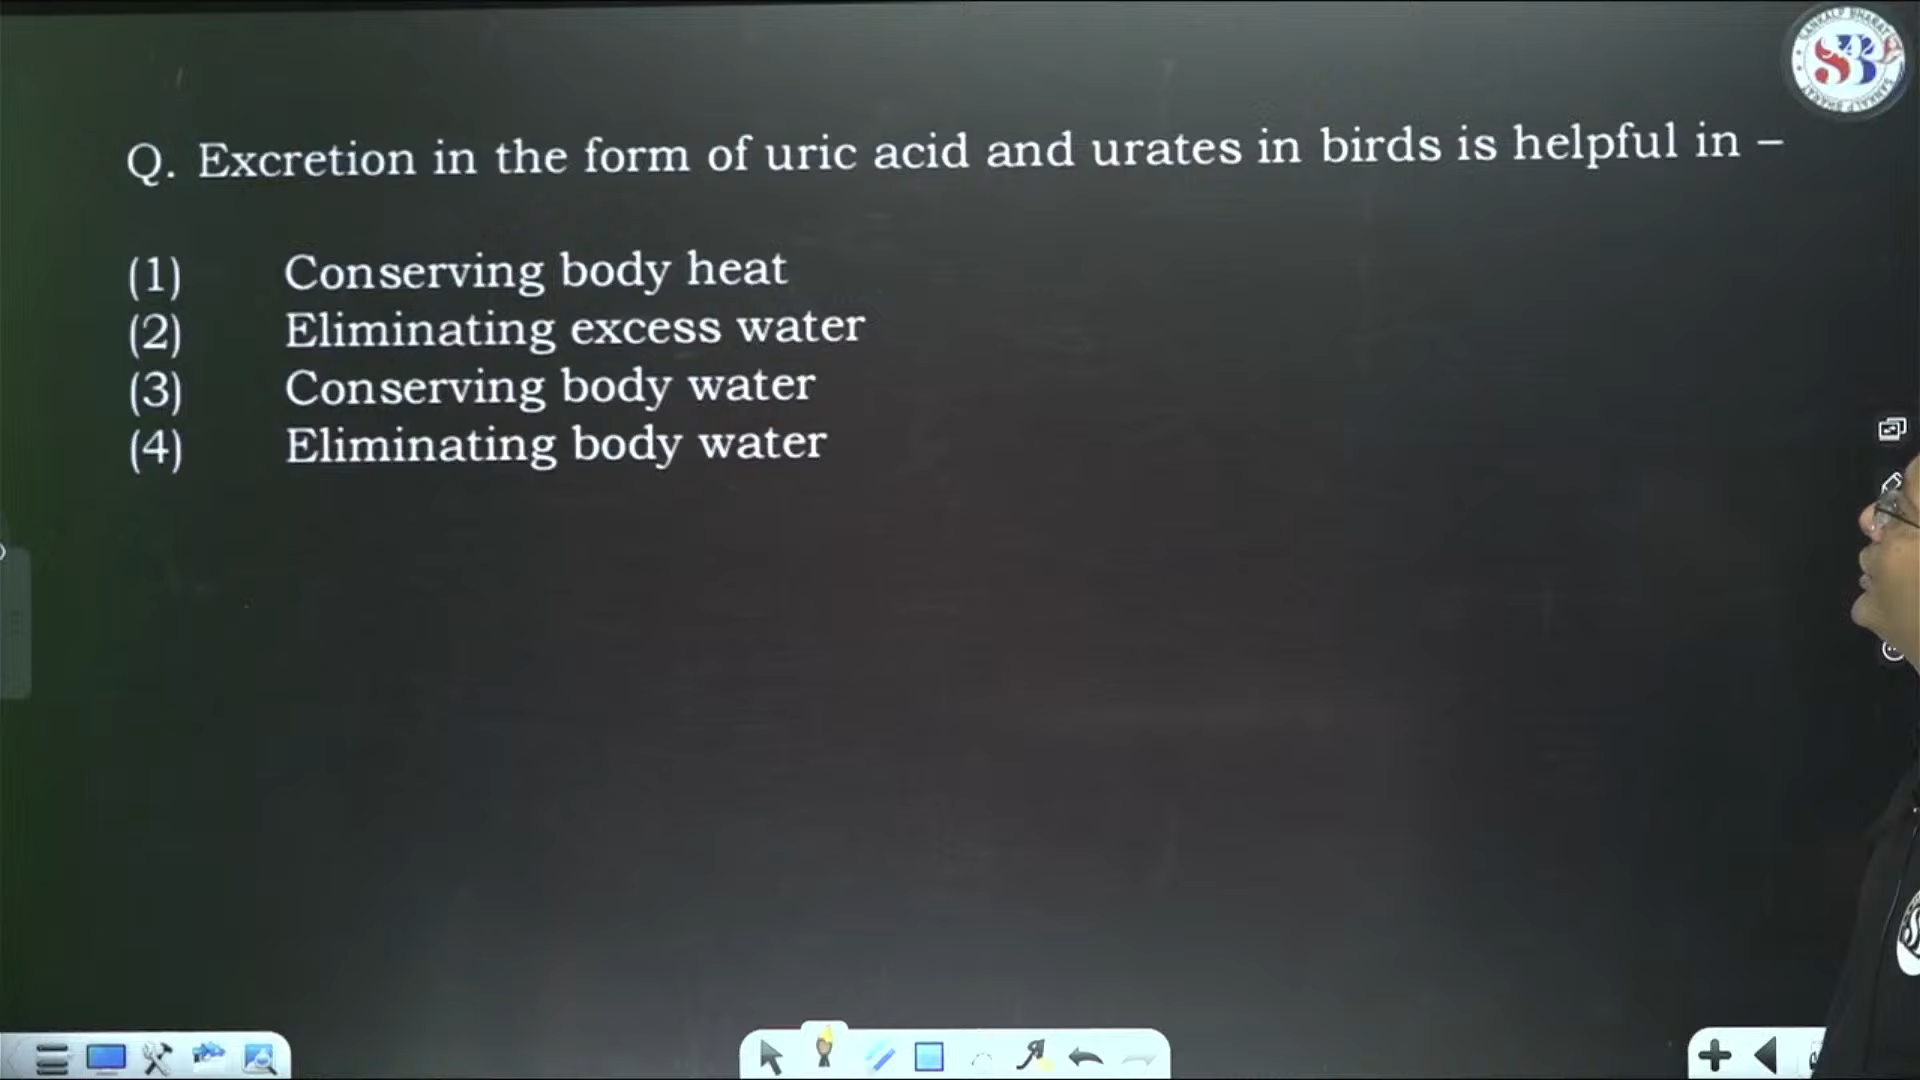 Q. Excretion in the form of uric acid and urates in birds is helpful in –
(1) Conserving body heat
(2) Eliminating excess water
(3) Conserving body water
(4) Eliminating body water